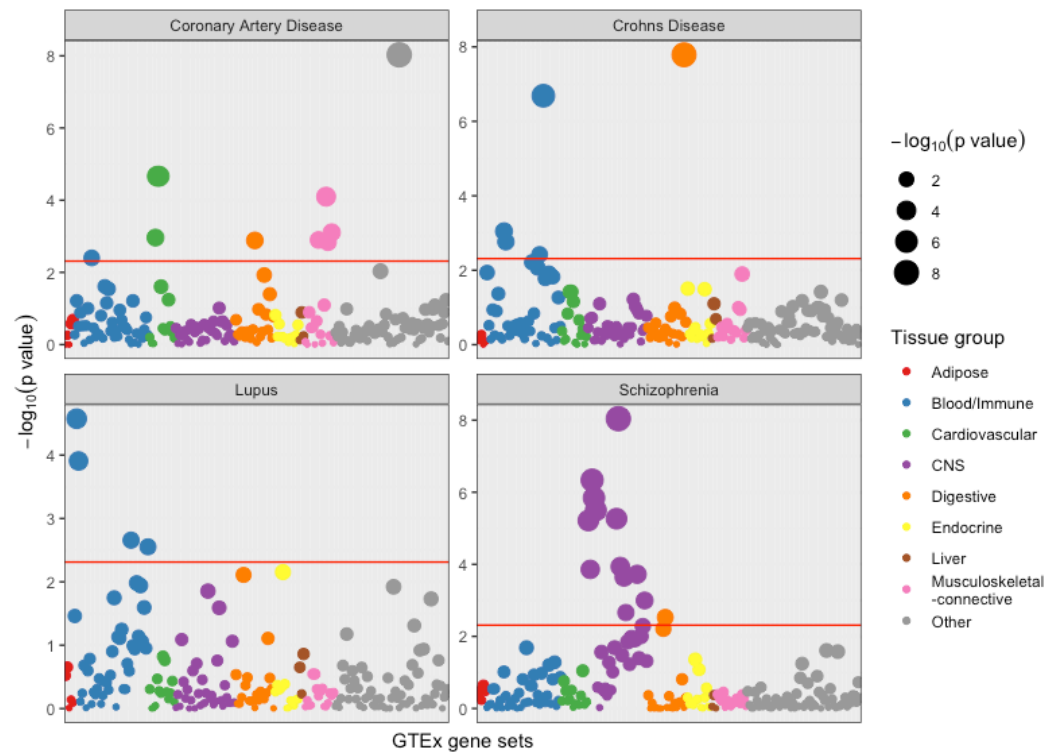 Coronary Artery Disease
Crohns Disease
8
6
4
2
0
8
6
4
2
0
Lupus
Schizophrenia
4
3
2
1
0
8
6
4
2
0
−log10(p value)
GTEx gene sets
−log10(p value)
2
4
6
8
Tissue group
Adipose
Blood/Immune
Cardiovascular
CNS
Digestive
Endocrine
Liver
Musculoskeletal
-connective
Other